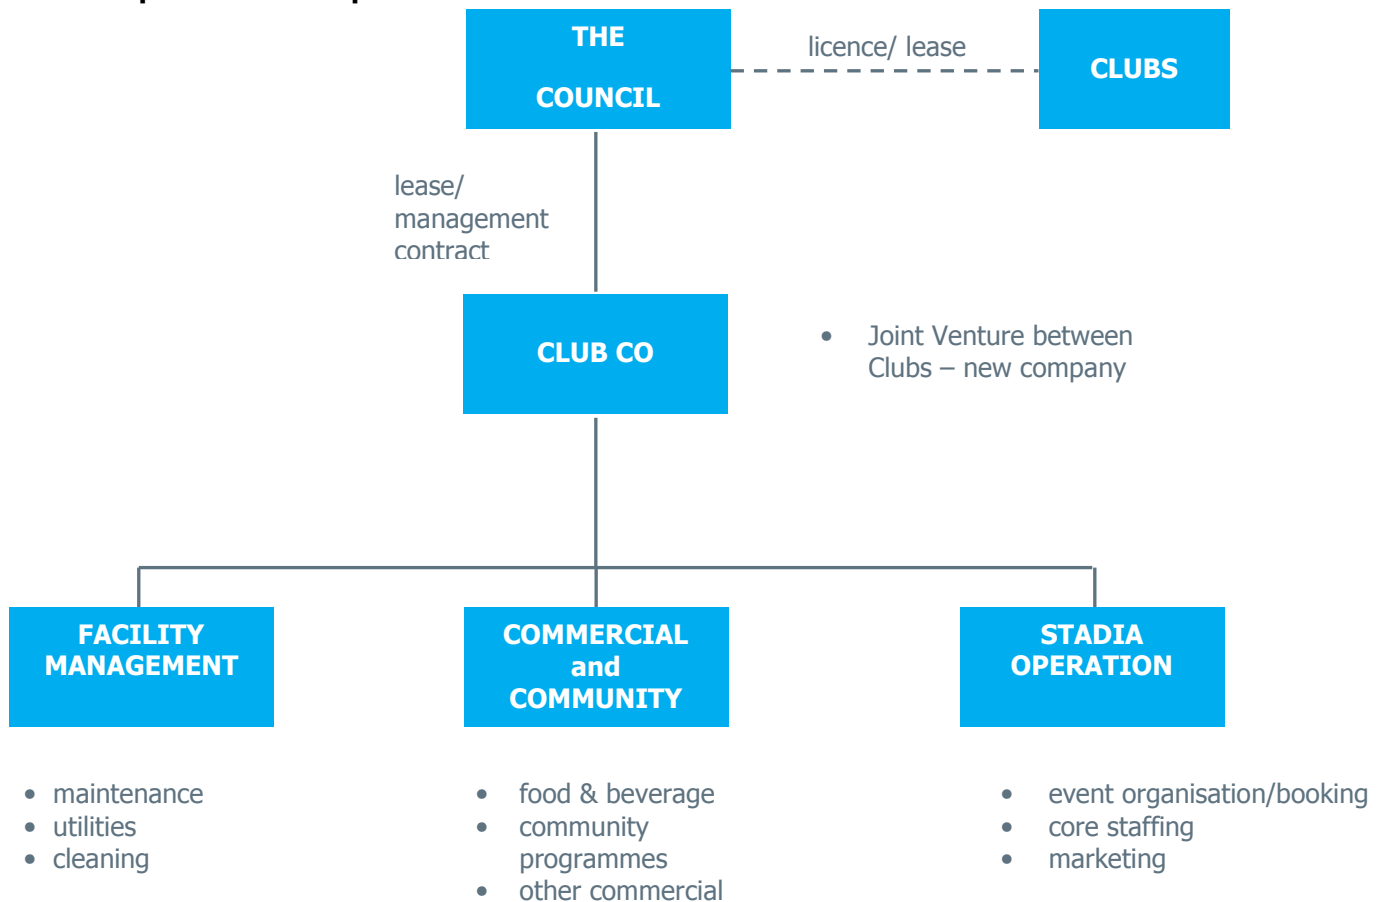 THE
COUNCIL
licence/ lease
CLUBS
lease/
management
contract
CLUB CO
• Joint Venture between
Clubs – new company
FACILITY
MANAGEMENT
COMMERCIAL
and
COMMUNITY
STADIA
OPERATION
• maintenance
• utilities
• cleaning
• food & beverage
• community
programmes
• other commercial
• event organisation/booking
• core staffing
• marketing